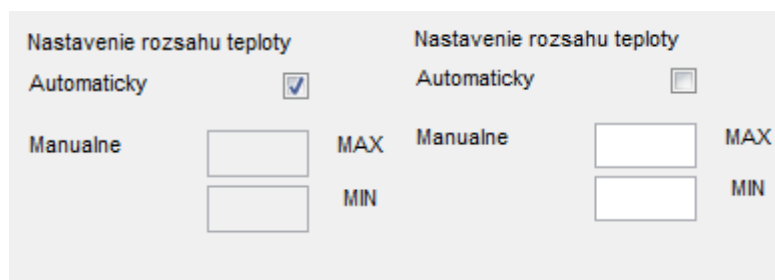 Nastavenie rozsahu teploty
Automaticky
Manualne
MAX
MIN
Nastavenie rozsahu teploty
Automaticky
Manualne
MAX
MIN